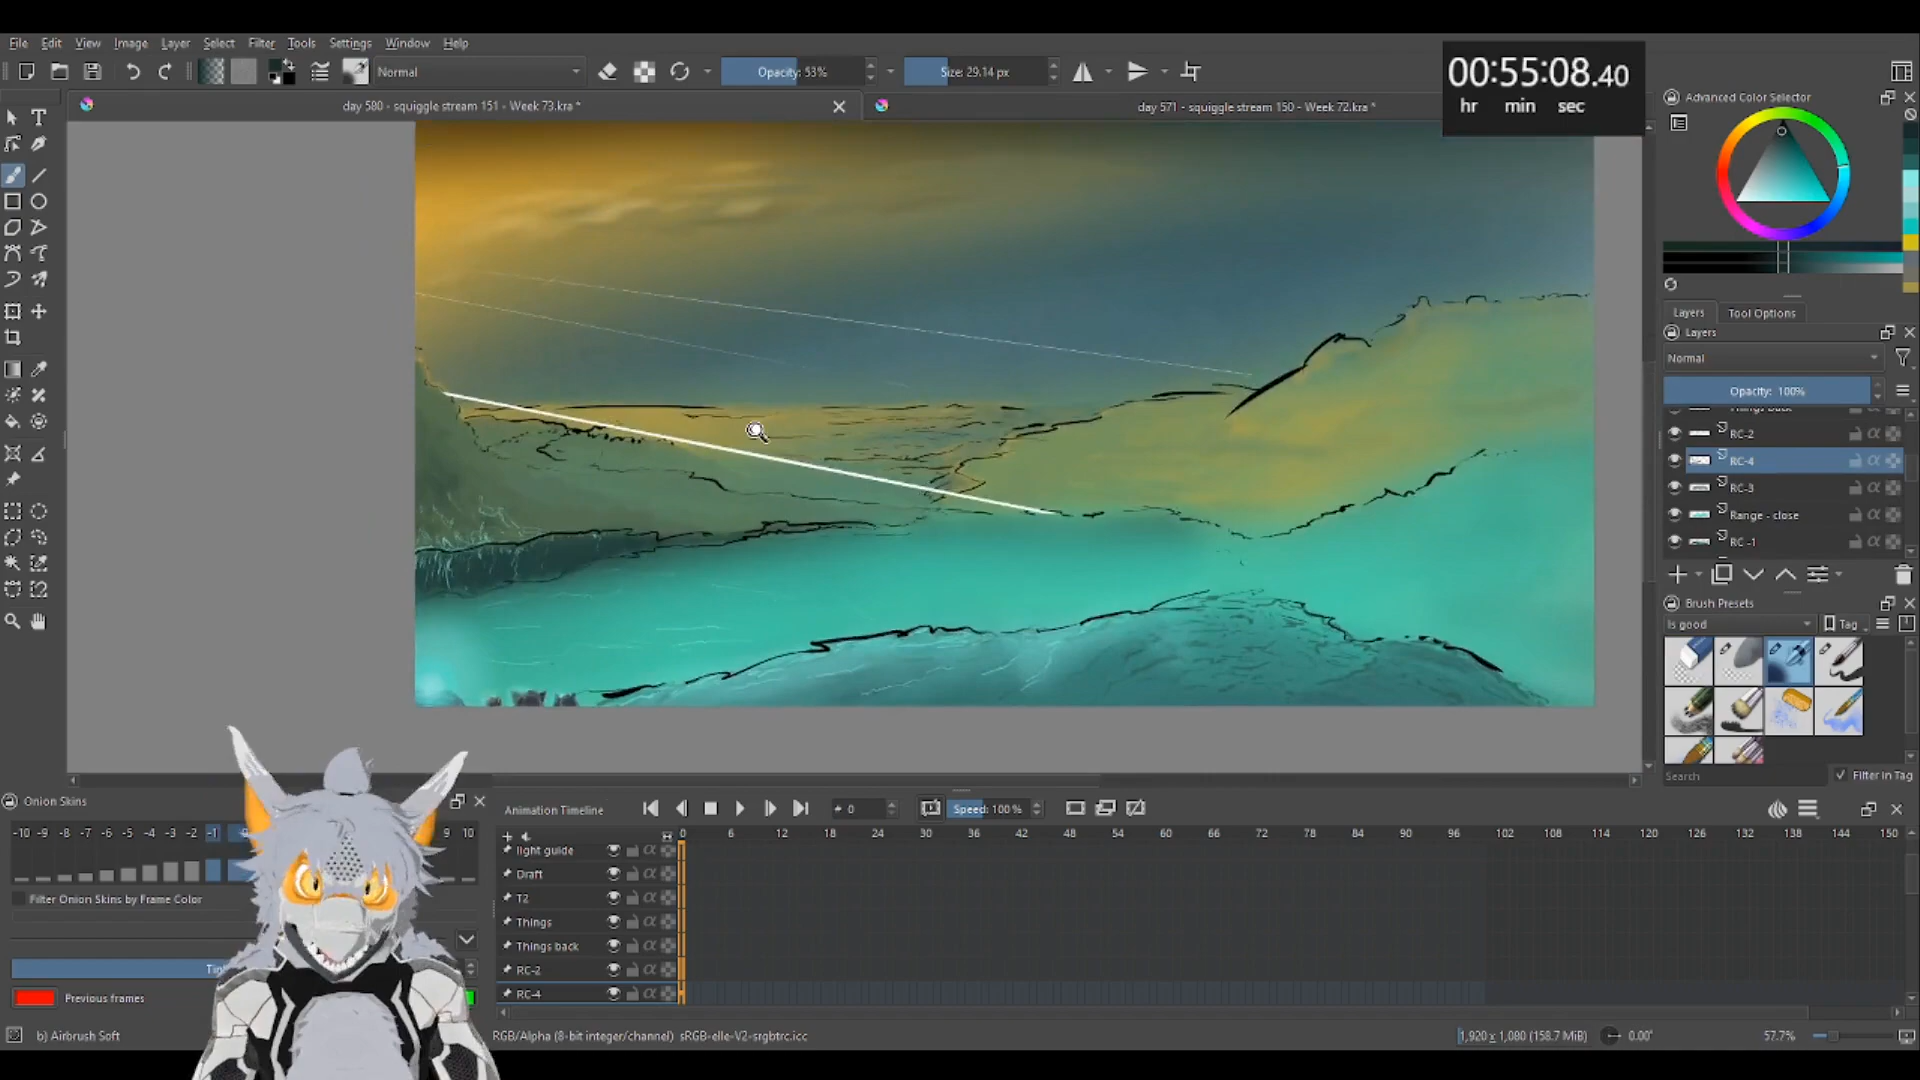 File Edit View Image Layer Select Filter Tools Settings Window Help
Normal
Opacity: 53%
Size: 29.14 px
00:55:08.40
hr min sec
day 580 - squiggle stream 151 - Week 73.kra *
day 571 - squiggle stream 150 - Week 72.kra *
Advanced Color Selector
Layers Tool Options
Layers
Normal
Opacity: 100%
Things Back
RC-2
RC-4
RC-3
Range - close
RC -1
Brush Presets
Is good
Tag
Search
Filter in Tag
Onion Skins
-10 -9 -8 -7 -6 -5 -4 -3 -2 -1
9 10
Filter Onion Skins by Frame Color
Previous frames
Animation Timeline
0
Speed: 100 %
0 6 12 18 24 30 36 42 48 54 60 66 72 78 84 90 96 102 108 114 120 126 132 138 144 150
light guide
Draft
T2
Things
Things back
RC-2
RC-4
b) Airbrush Soft
RGB/Alpha (8-bit integer/channel) sRGB-elle-V2-srgbtrc.icc
1,920 x 1,080 (158.7 MiB)
0.00°
57.7%